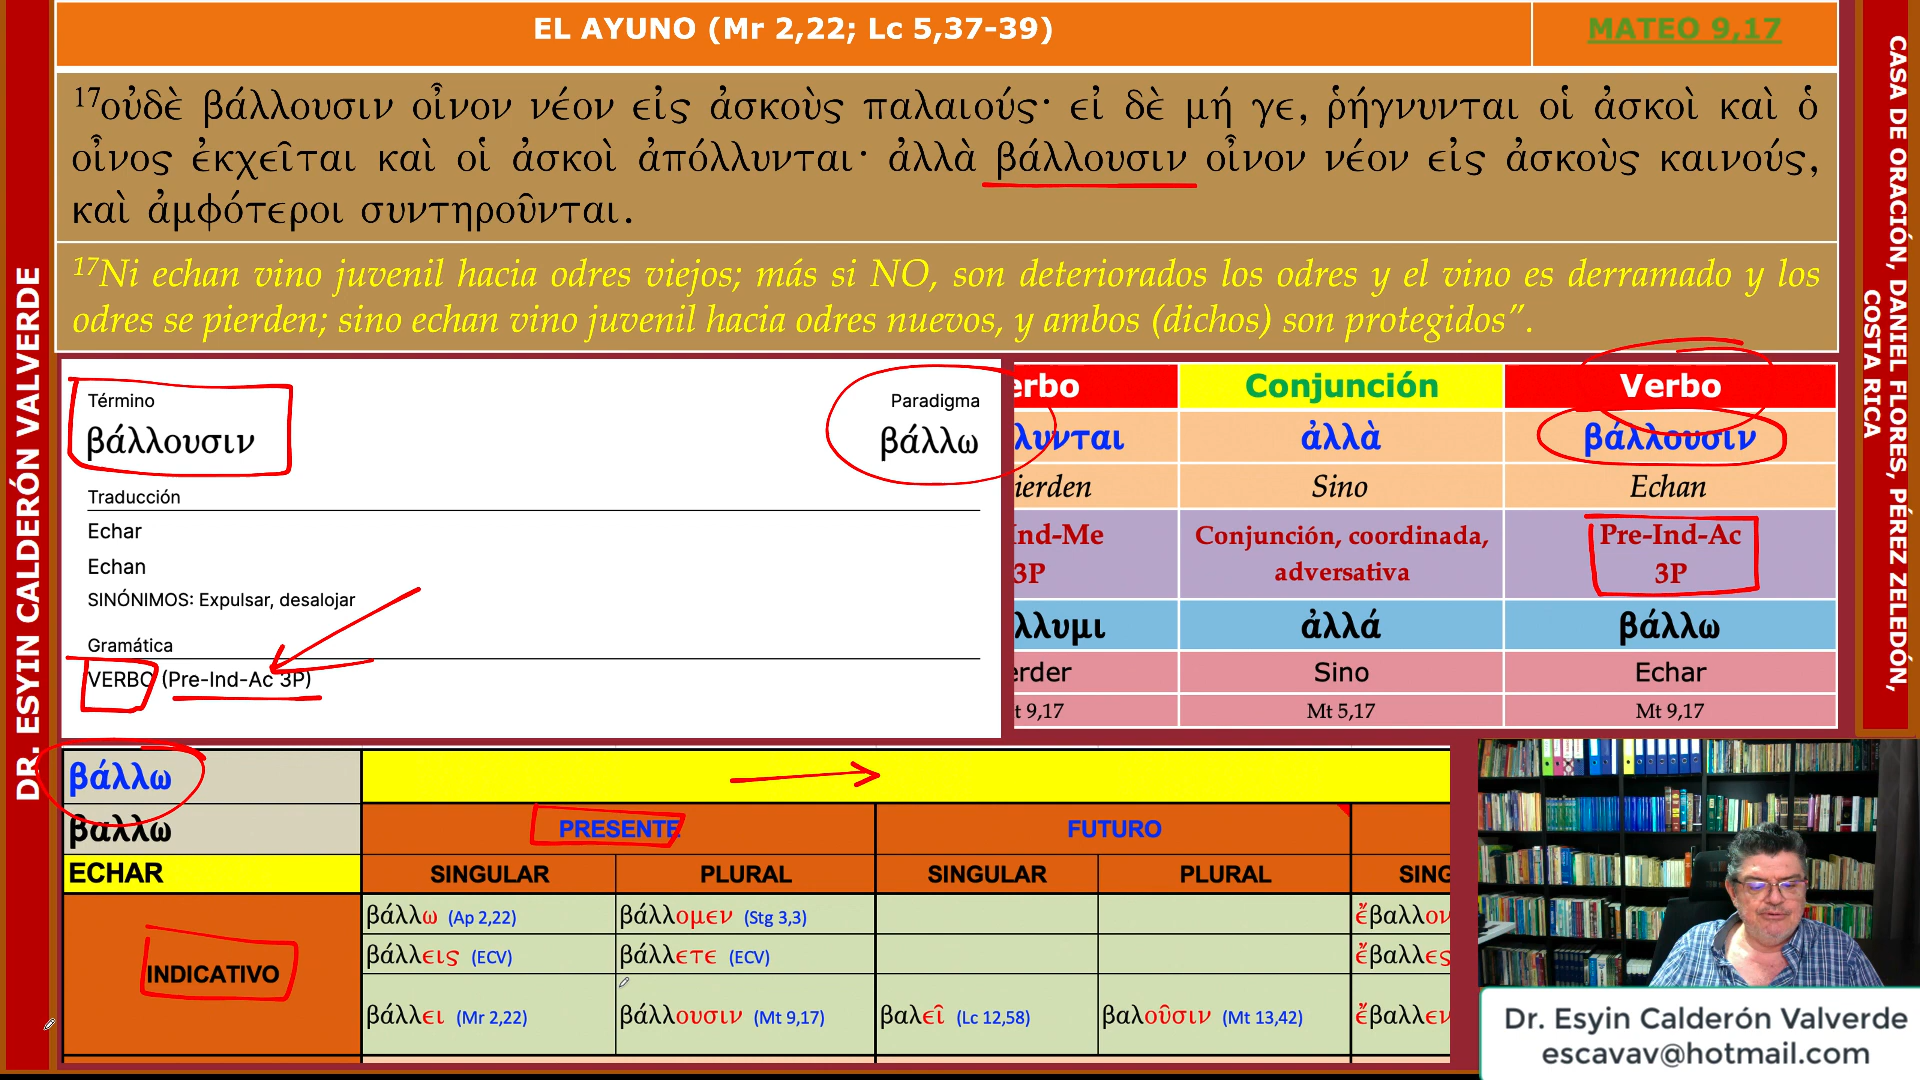 EL AYUNO (Mr 2,22; Lc 5,37-39)
MATEO 9,17
¹⁷οὐδὲ βάλλουσιν οἶνον νέον εἰς ἀσκοὺς παλαιούς· εἰ δὲ μή γε, ῥήγνυνται οἱ ἀσκοὶ καὶ ὁ
οἶνος ἐκχεῖται καὶ οἱ ἀσκοὶ ἀπόλλυνται· ἀλλὰ βάλλουσιν οἶνον νέον εἰς ἀσκοὺς καινούς,
καὶ ἀμφότεροι συντηροῦνται.
¹⁷Ni echan vino juvenil hacia odres viejos; más si NO, son deteriorados los odres y el vino es derramado y los
odres se pierden; sino echan vino juvenil hacia odres nuevos, y ambos (dichos) son protegidos”.
DR. ESYIN CALDERÓN VALVERDE
CASA DE ORACIÓN, DANIEL FLORES, PÉREZ ZELEDÓN,
COSTA RICA
Término
Paradigma
βάλλουσιν
βάλλω
Traducción
Echar
Echan
SINÓNIMOS: Expulsar, desalojar
Gramática
VERBO (Pre-Ind-Ac 3P)
erbo
Conjunción
Verbo
λυνται
ἀλλὰ
βάλλουσιν
ierden
Sino
Echan
Ind-Me
3P
Conjunción, coordinada,
adversativa
Pre-Ind-Ac
3P
λλυμι
ἀλλά
βάλλω
erder
Sino
Echar
t 9,17
Mt 5,17
Mt 9,17
βάλλω
βαλλω
ECHAR
PRESENTE
FUTURO
SINGULAR
PLURAL
SINGULAR
PLURAL
SING
INDICATIVO
βάλλω (Ap 2,22)
βάλλομεν (Stg 3,3)
ἔβαλλον
βάλλεις (ECV)
βάλλετε (ECV)
ἔβαλλες
βάλλει (Mr 2,22)
βάλλουσιν (Mt 9,17)
βαλεῖ (Lc 12,58)
βαλοῦσιν (Mt 13,42)
ἔβαλλεν
Dr. Esyin Calderón Valverde
escavav@hotmail.com